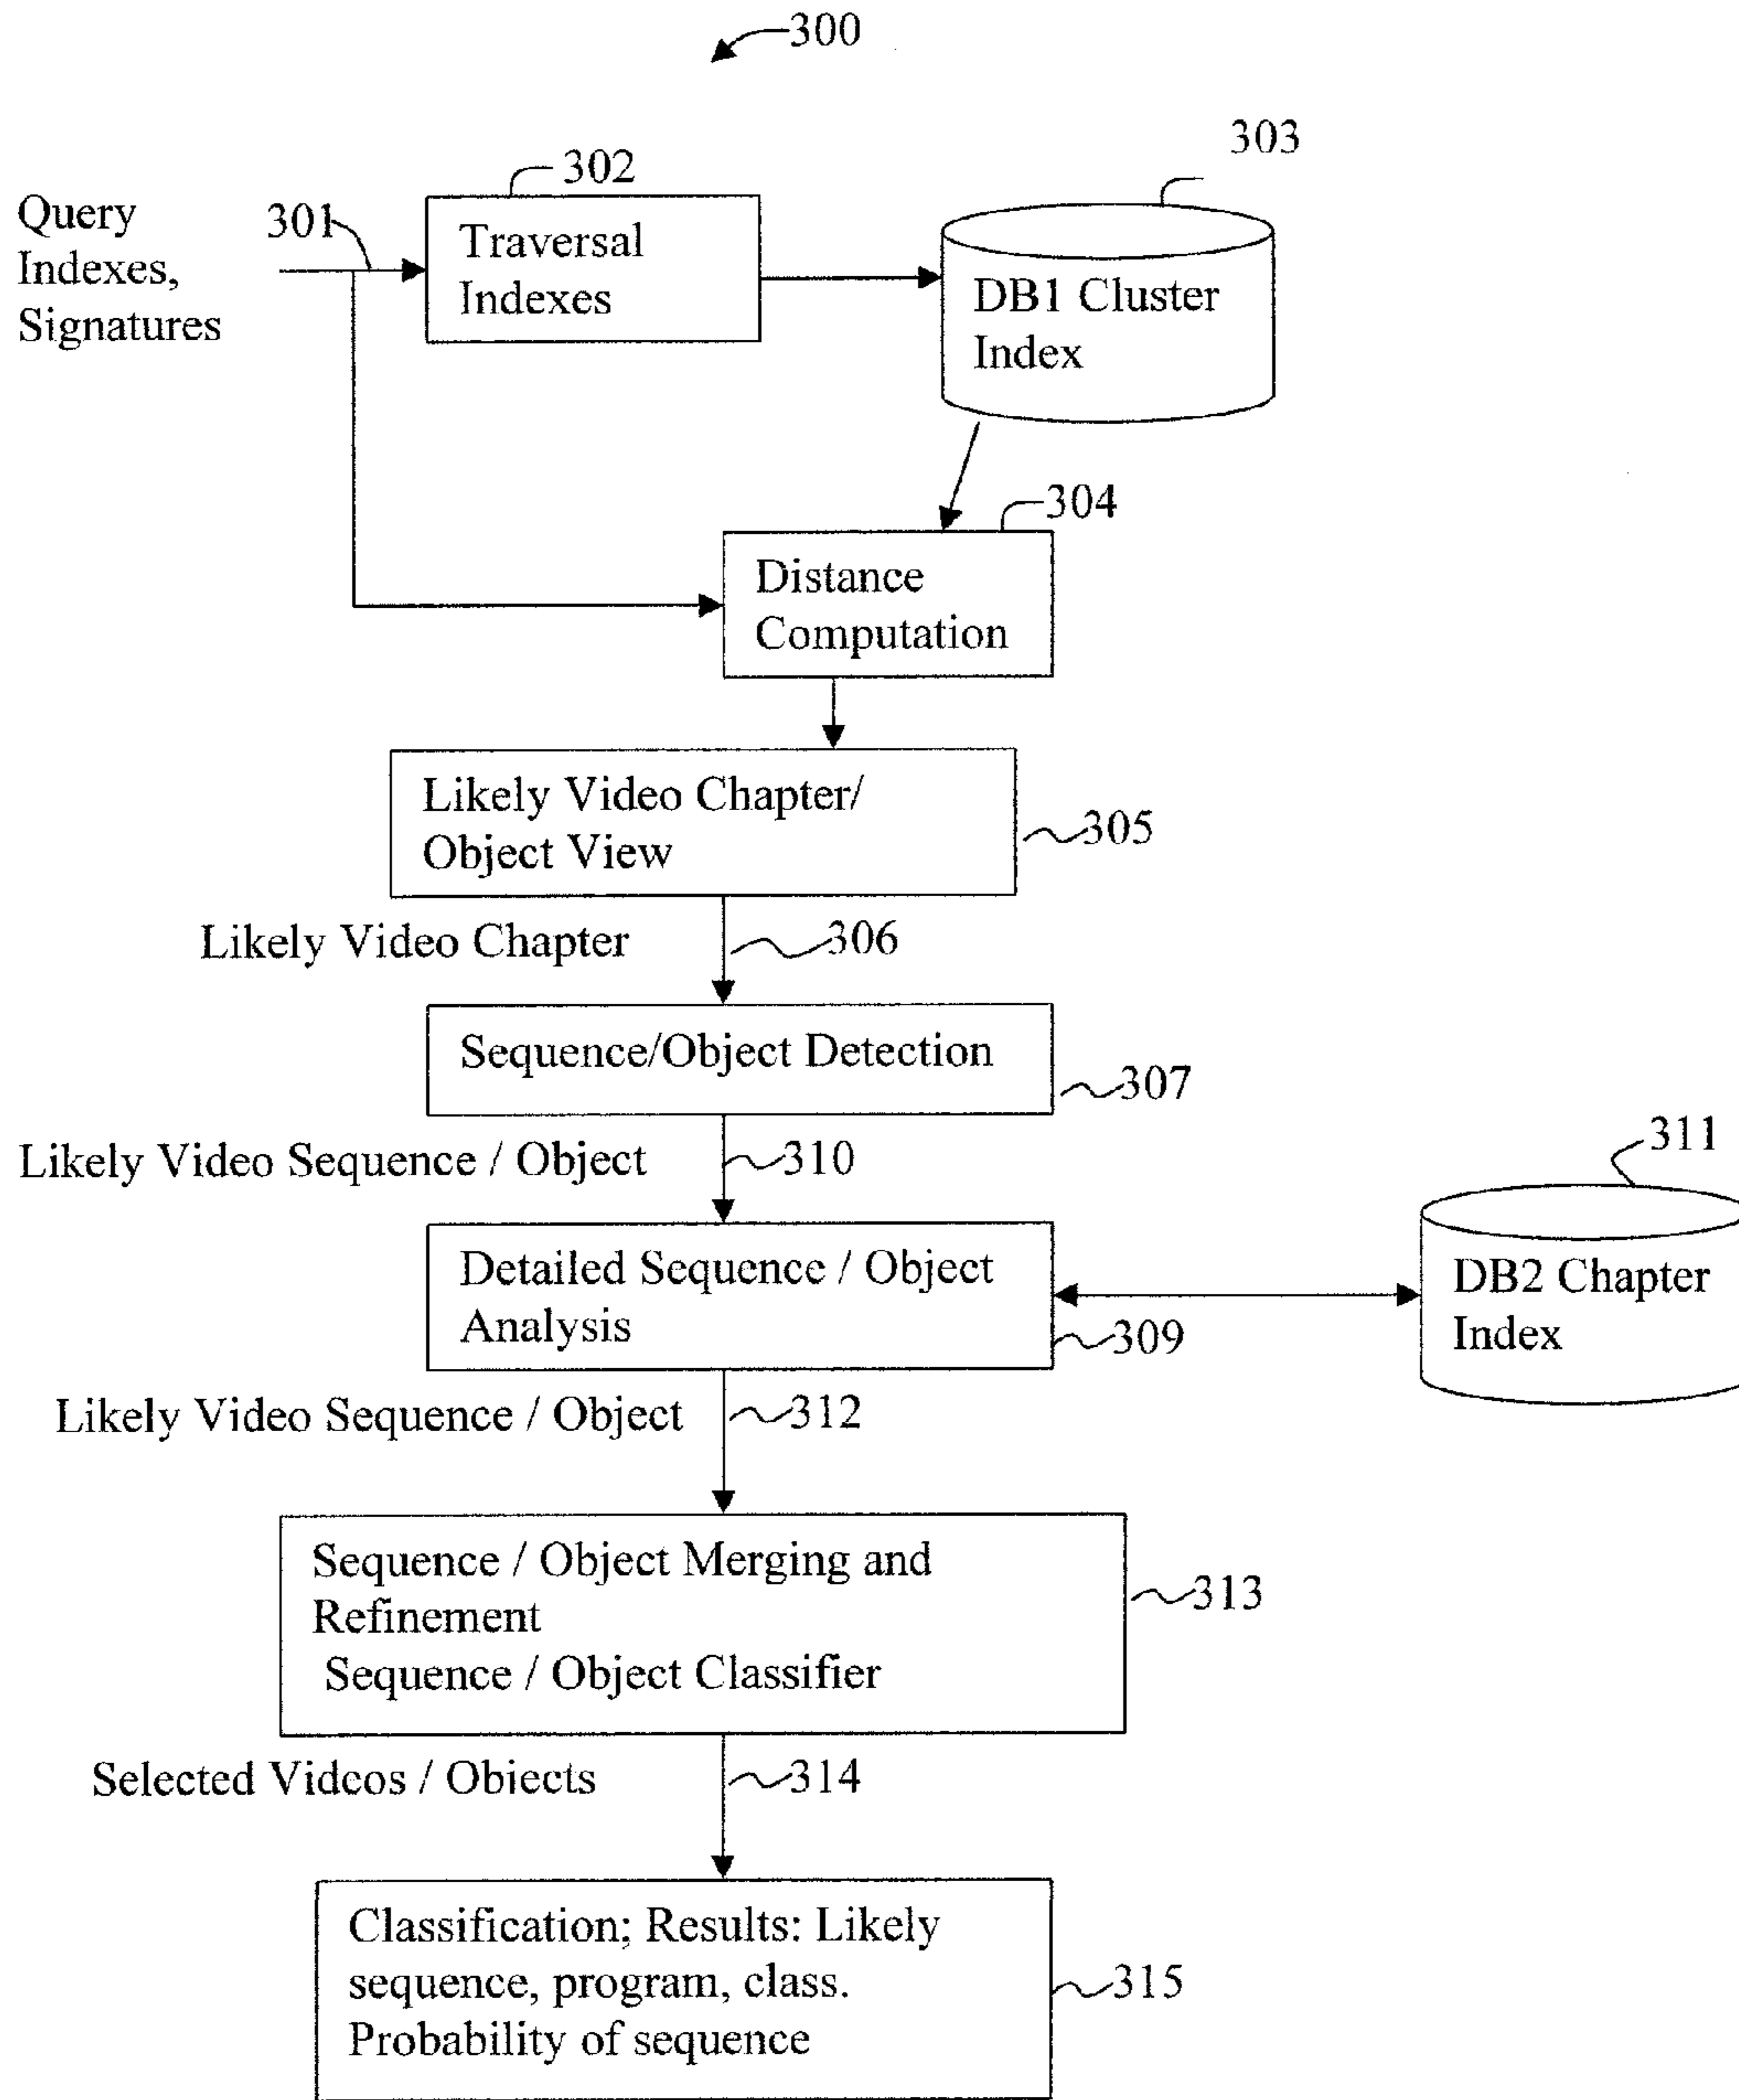 300
303
302
Query
Indexes,
Signatures
301
Traversal
Indexes
DB1 Cluster
Index
304
Distance
Computation
Likely Video Chapter/
Object View
305
Likely Video Chapter
306
Sequence/Object Detection
307
Likely Video Sequence / Object
310
311
Detailed Sequence / Object
Analysis
309
DB2 Chapter
Index
Likely Video Sequence / Object
312
Sequence / Object Merging and
Refinement
Sequence / Object Classifier
313
Selected Videos / Objects
314
Classification; Results: Likely
sequence, program, class.
Probability of sequence
315